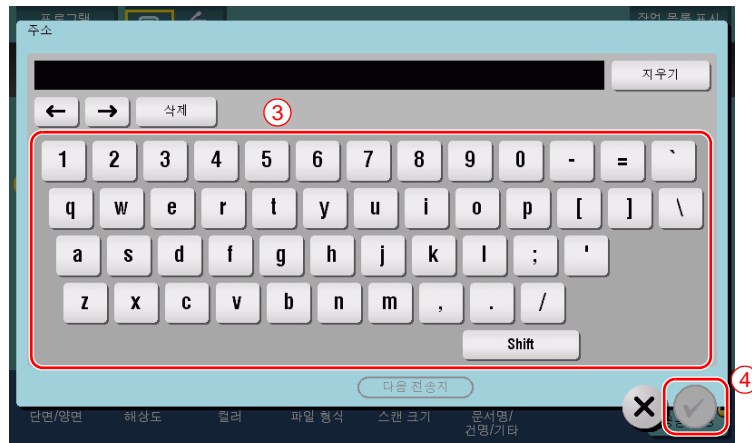 프로그램
작업 목록 표시
주소
지우기
← → 삭제
③
1 2 3 4 5 6 7 8 9 0 - = `
q w e r t y u i o p [ ] \
a s d f g h j k l ; '
z x c v b n m , . /
Shift
다음 전송지
④
단면/양면 해상도 컬러 파일 형식 스캔 크기 문서명/
건명/기타